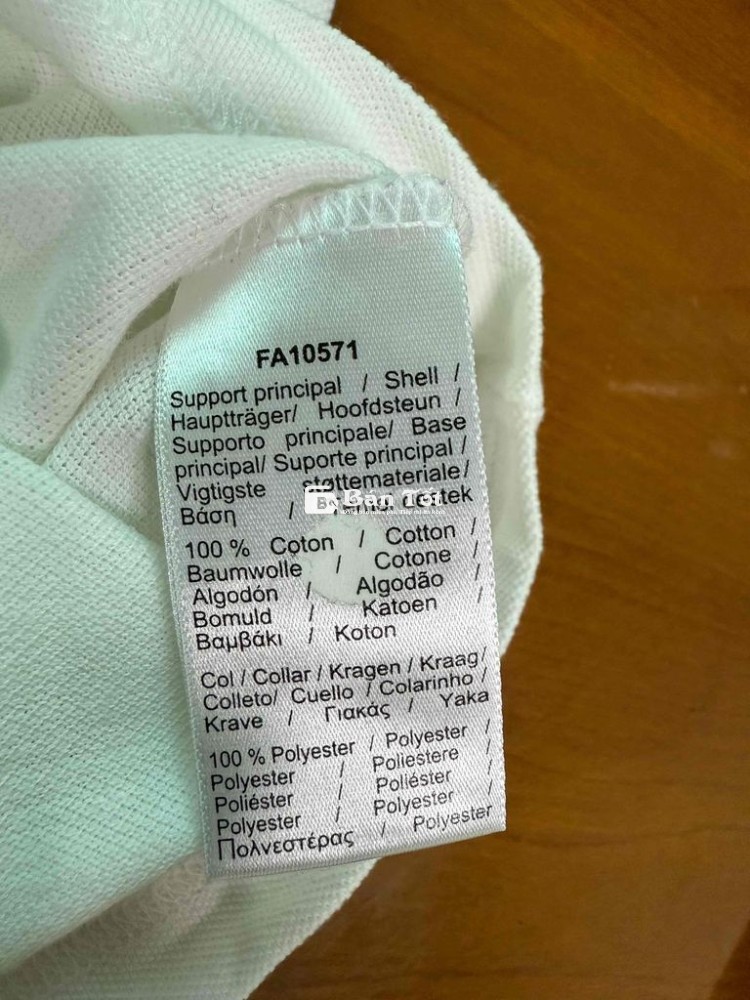 FA10571
Support principal / Shell /
Hauptträger/ Hoofdsteun /
Supporto principale/ Base
principal/ Suporte principal /
Vigtigste støttemateriale/
Βάση /
Bán Tôi
100 % Coton / Cotton /
Baumwolle / Cotone /
Algodón / Algodão /
Bomuld / Katoen /
Βαμβάκι / Koton
Col / Collar / Kragen / Kraag/
Colleto/ Cuello / Colarinho /
Krave / Γιακάς / Yaka
100 % Polyester / Polyester /
Polyester / Poliestere /
Poliéster / Poliéster /
Polyester / Polyester /
Πολνεστέρας / Polyester